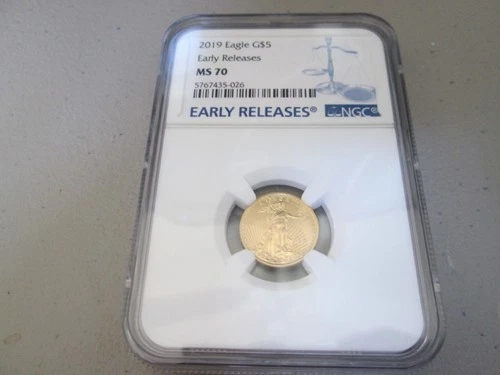 2019 Eagle G$5
Early Releases
MS 70
5767435-026
EARLY RELEASES® NGC®